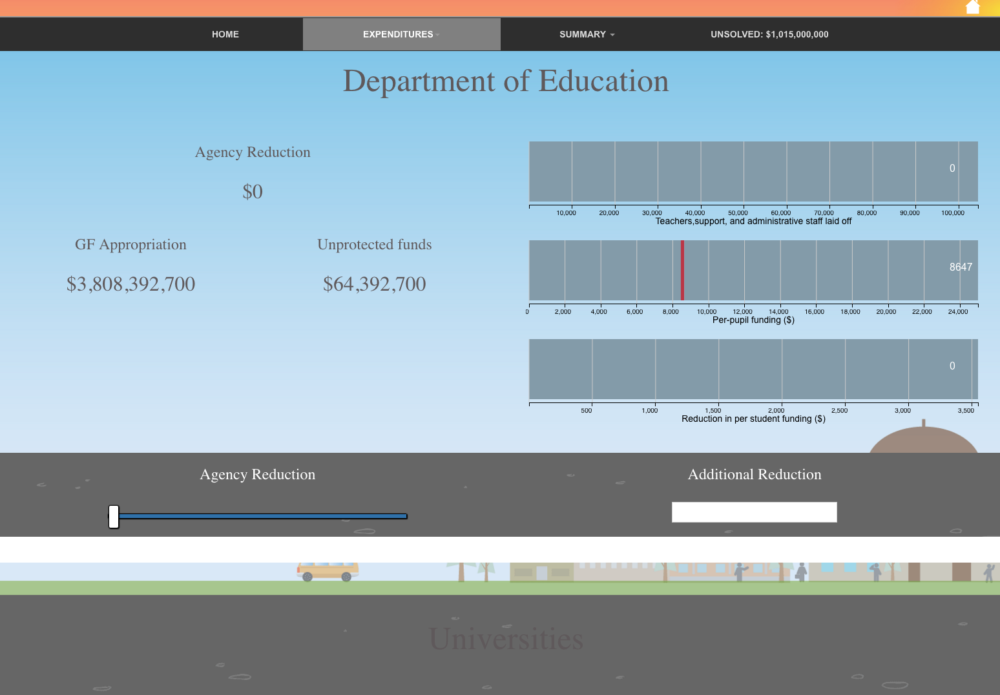 HOME
EXPENDITURES
SUMMARY
UNSOLVED: $1,015,000,000
Department of Education
Agency Reduction
$0
GF Appropriation
$3,808,392,700
Unprotected funds
$64,392,700
0
10,000 20,000 30,000 40,000 50,000 60,000 70,000 80,000 90,000 100,000
Teachers,support, and administrative staff laid off
8647
0 2,000 4,000 6,000 8,000 10,000 12,000 14,000 16,000 18,000 20,000 22,000 24,000
Per-pupil funding ($)
0
500 1,000 1,500 2,000 2,500 3,000 3,500
Reduction in per student funding ($)
Agency Reduction
Additional Reduction
Universities